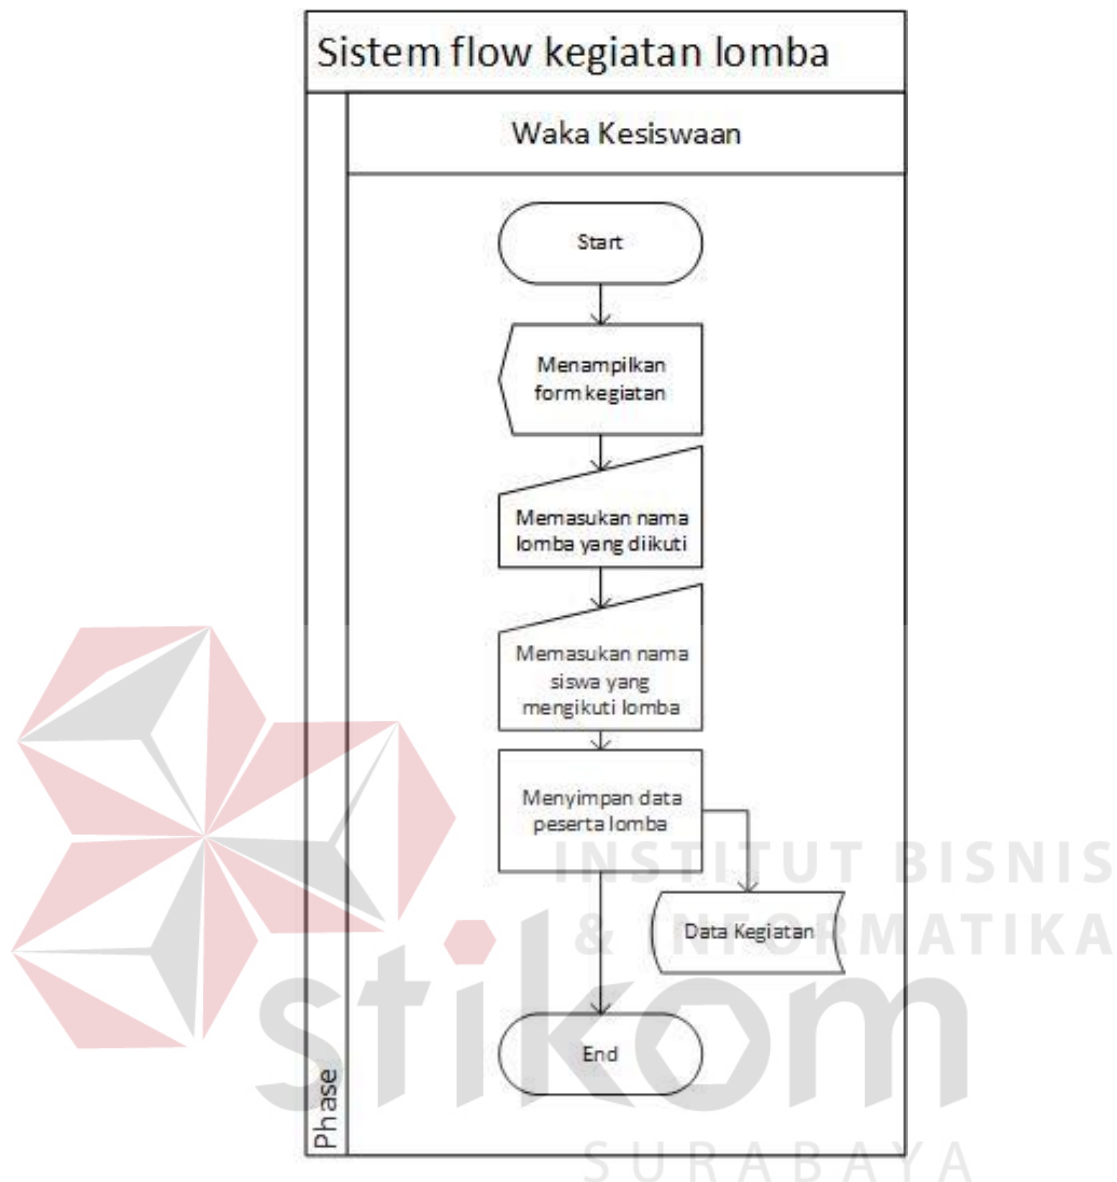 Sistem flow kegiatan lomba
Waka Kesiswaan
Start
Menampilkan
form kegiatan
Memasukan nama
lomba yang diikuti
Memasukan nama
siswa yang
mengikuti lomba
Menyimpan data
peserta lomba
Data Kegiatan
End
Phase
INSTITUT BISNIS
& INFORMATIKA
stikom
SURABAYA